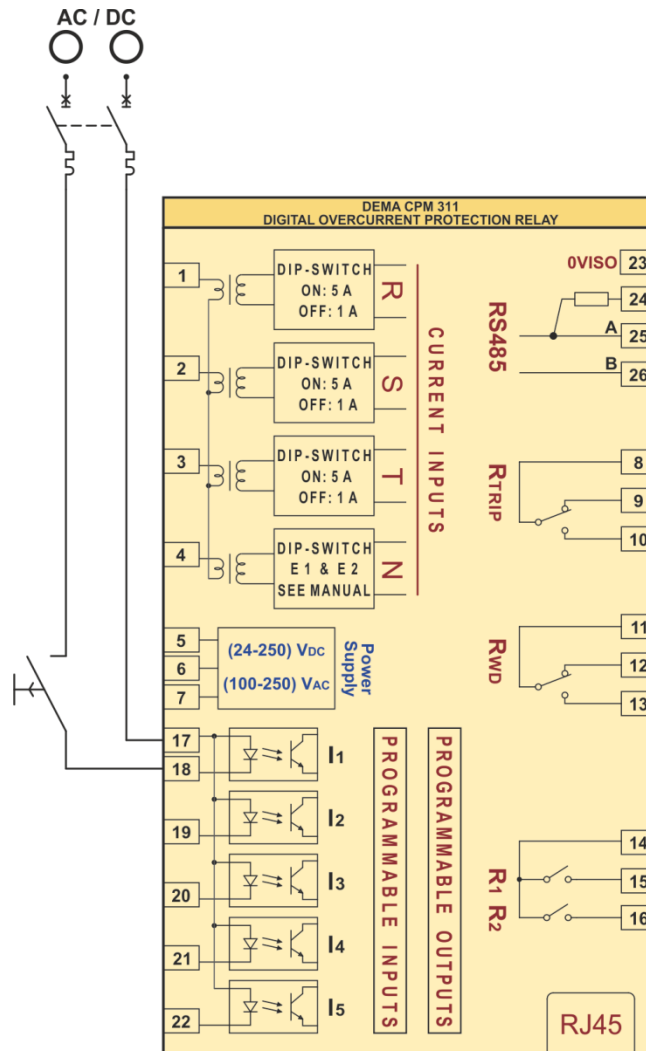 AC / DC
DEMA CPM 311
DIGITAL OVERCURRENT PROTECTION RELAY
1
DIP-SWITCH
ON: 5 A
OFF: 1 A
R
2
DIP-SWITCH
ON: 5 A
OFF: 1 A
S
3
DIP-SWITCH
ON: 5 A
OFF: 1 A
T
4
DIP-SWITCH
E1 & E2
SEE MANUAL
N
CURRENT INPUTS
5
6
7
(24-250) VDC
(100-250) VAC
Power
Supply
17
18
I1
19
I2
20
I3
21
I4
22
I5
PROGRAMMABLE INPUTS
PROGRAMMABLE OUTPUTS
RS485
0VISO
23
24
A
25
B
26
RTRIP
8
9
10
RWD
11
12
13
R1 R2
14
15
16
RJ45